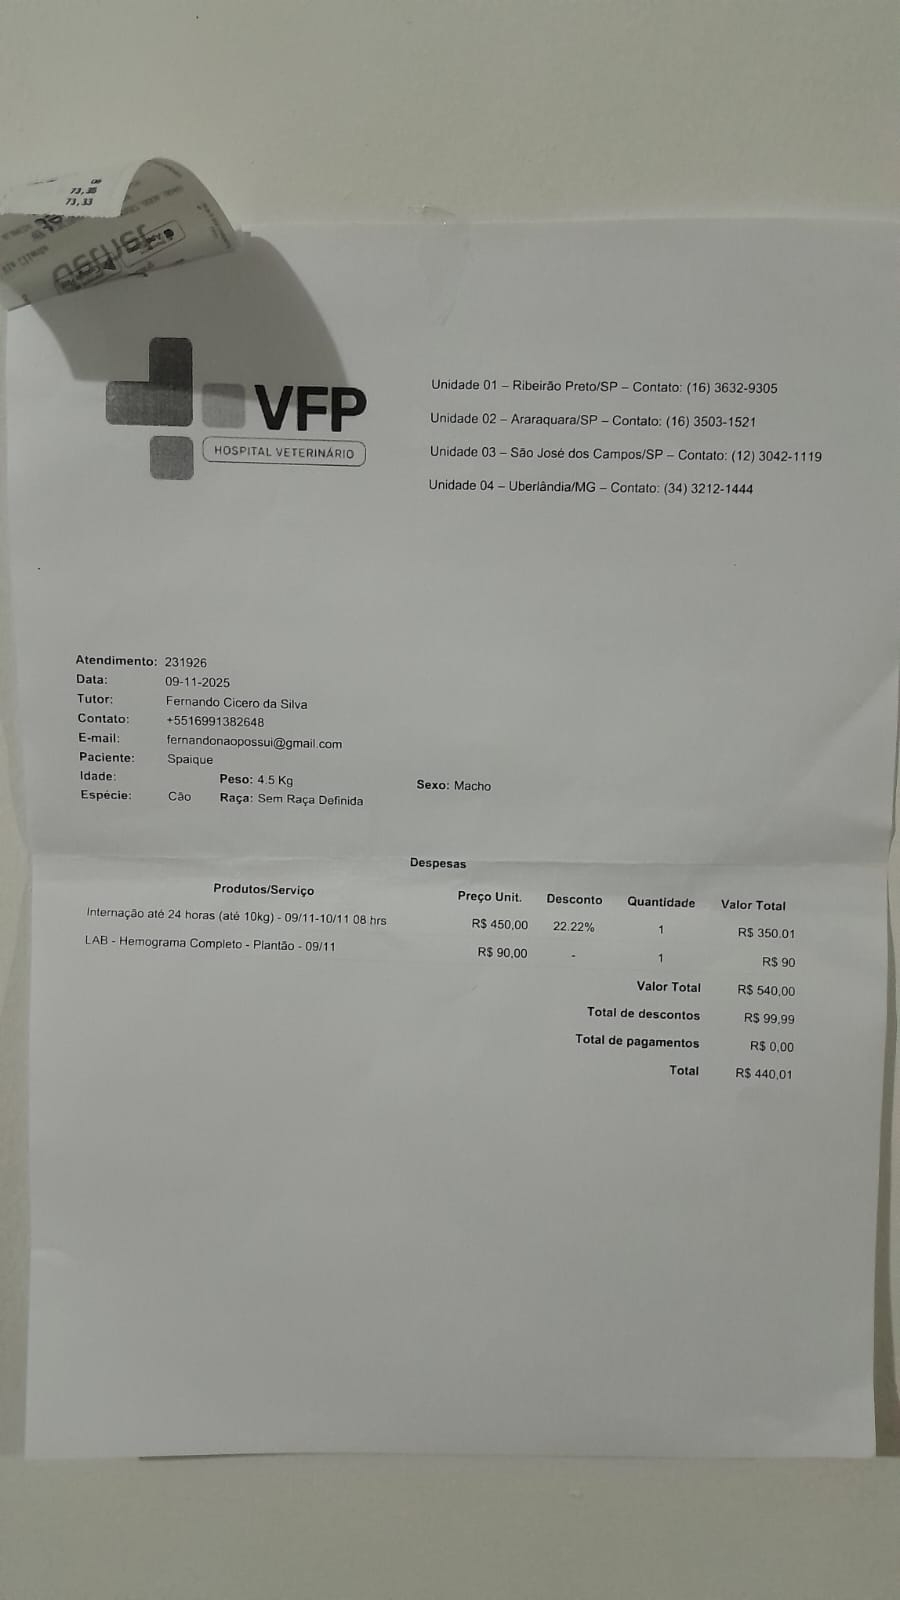 73,35
73,33
VFP
HOSPITAL VETERINÁRIO
Unidade 01 – Ribeirão Preto/SP – Contato: (16) 3632-9305
Unidade 02 – Araraquara/SP – Contato: (16) 3503-1521
Unidade 03 – São José dos Campos/SP – Contato: (12) 3042-1119
Unidade 04 – Uberlândia/MG – Contato: (34) 3212-1444
Atendimento: 231926
Data: 09-11-2025
Tutor: Fernando Cicero da Silva
Contato: +5516991382648
E-mail: fernandonaopossui@gmail.com
Paciente: Spaique
Idade: Peso: 4.5 Kg Sexo: Macho
Espécie: Cão Raça: Sem Raça Definida
Despesas
Produtos/Serviço Preço Unit. Desconto Quantidade Valor Total
Internação até 24 horas (até 10kg) - 09/11-10/11 08 hrs R$ 450,00 22.22% 1 R$ 350.01
LAB - Hemograma Completo - Plantão - 09/11 R$ 90,00 - 1 R$ 90
Valor Total R$ 540,00
Total de descontos R$ 99,99
Total de pagamentos R$ 0,00
Total R$ 440,01